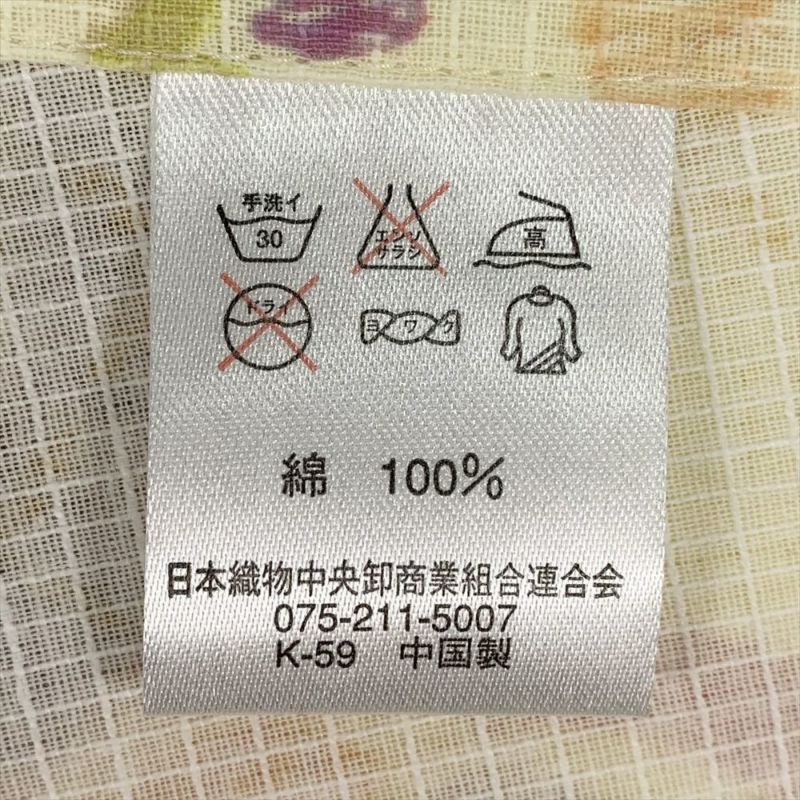 手洗イ
30
エンソ
サラシ
高
ドライ
ヨワク
綿 100%
日本織物中央卸商業組合連合会
075-211-5007
K-59 中国製